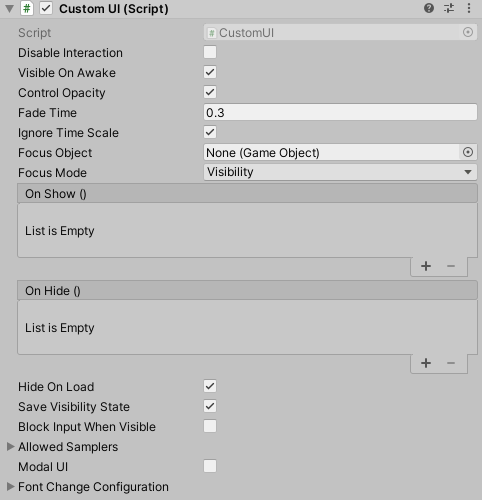 Custom UI (Script)
Script CustomUI
Disable Interaction
Visible On Awake
Control Opacity
Fade Time 0.3
Ignore Time Scale
Focus Object None (Game Object)
Focus Mode Visibility
On Show ()
List is Empty
+ −
On Hide ()
List is Empty
+ −
Hide On Load
Save Visibility State
Block Input When Visible
Allowed Samplers
Modal UI
Font Change Configuration